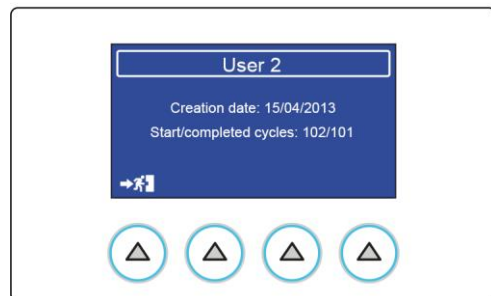 User 2
Creation date: 15/04/2013
Start/completed cycles: 102/101